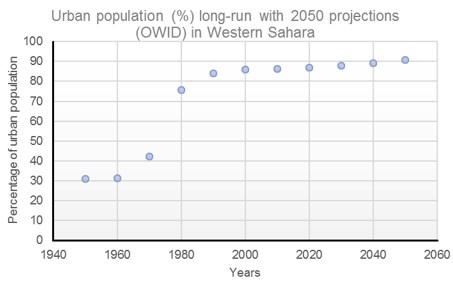 Urban population (%) long-run with 2050 projections
(OWID) in Western Sahara
Percentage of urban population
100
90
80
70
60
50
40
30
20
10
0
1940 1960 1980 2000 2020 2040 2060
Years